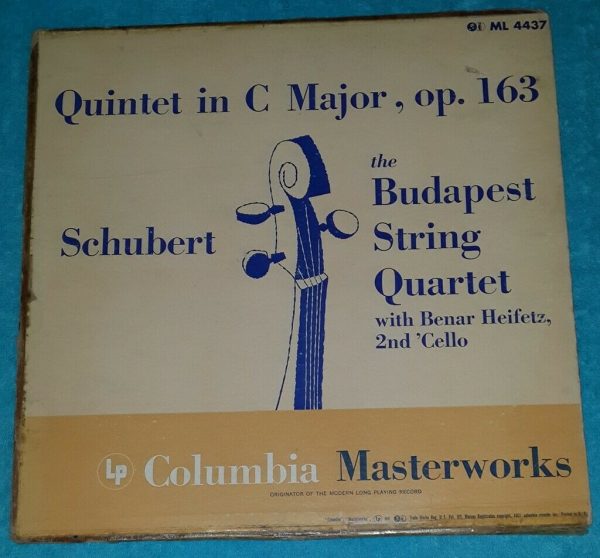 ML 4437
Quintet in C Major, op. 163
the
Budapest
Schubert
String
Quartet
with Benar Heifetz,
2nd 'Cello
LP Columbia Masterworks
ORIGINATOR OF THE MODERN LONG PLAYING RECORD